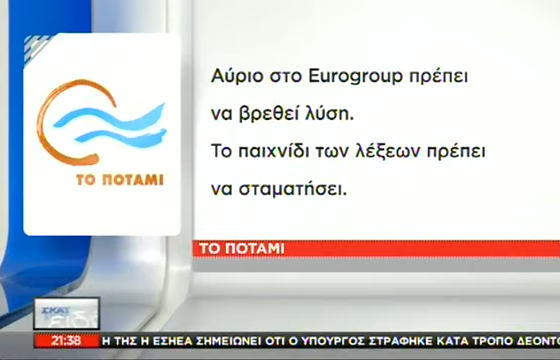 Αύριο στο Eurogroup πρέπει
να βρεθεί λύση.
Το παιχνίδι των λέξεων πρέπει
να σταματήσει.
ΤΟ ΠΟΤΑΜΙ
ΤΟ ΠΟΤΑΜΙ
ΣΚΑΪ
21:38 Η ΤΗΣ Η ΕΣΗΕΑ ΣΗΜΕΙΩΝΕΙ ΟΤΙ Ο ΥΠΟΥΡΓΟΣ ΣΤΡΑΦΗΚΕ ΚΑΤΑ ΤΡΟΠΟ ΔΕΟΝΤ